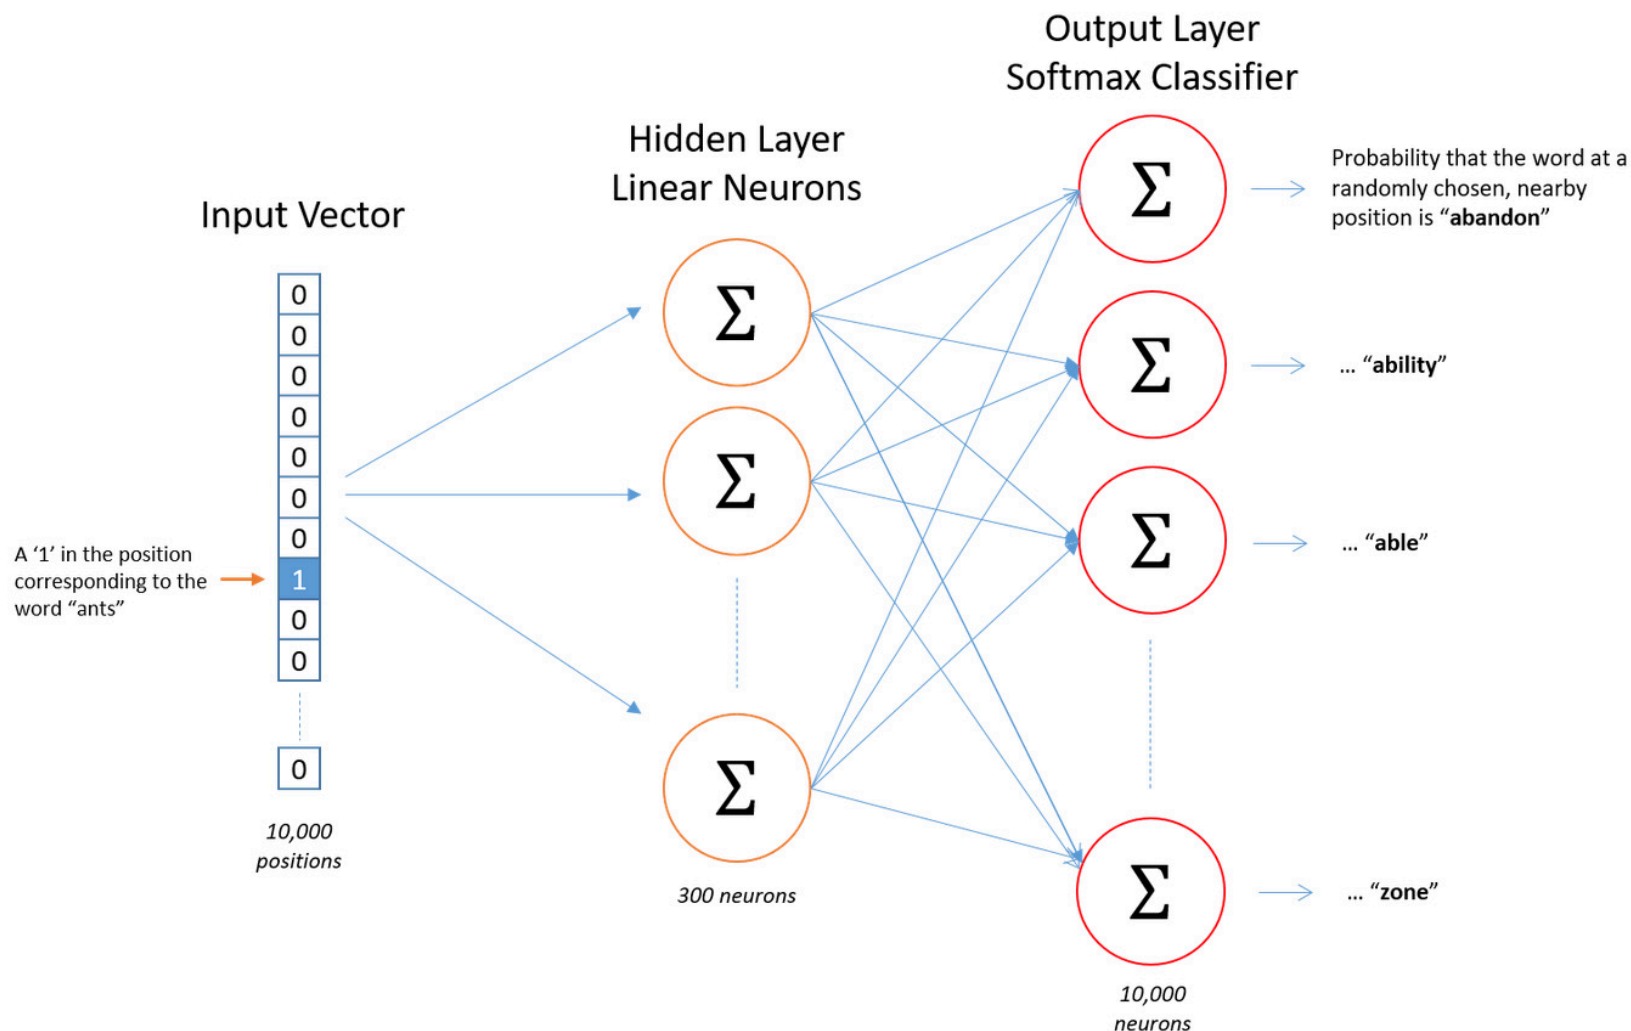 Output Layer
Softmax Classifier
Hidden Layer
Linear Neurons
Input Vector
0
0
0
0
0
0
0
1
0
0
0
A ‘1’ in the position
corresponding to the
word “ants”
10,000
positions
Σ
Σ
Σ
300 neurons
Σ
Σ
Σ
Σ
10,000
neurons
Probability that the word at a
randomly chosen, nearby
position is “abandon”
... “ability”
... “able”
... “zone”